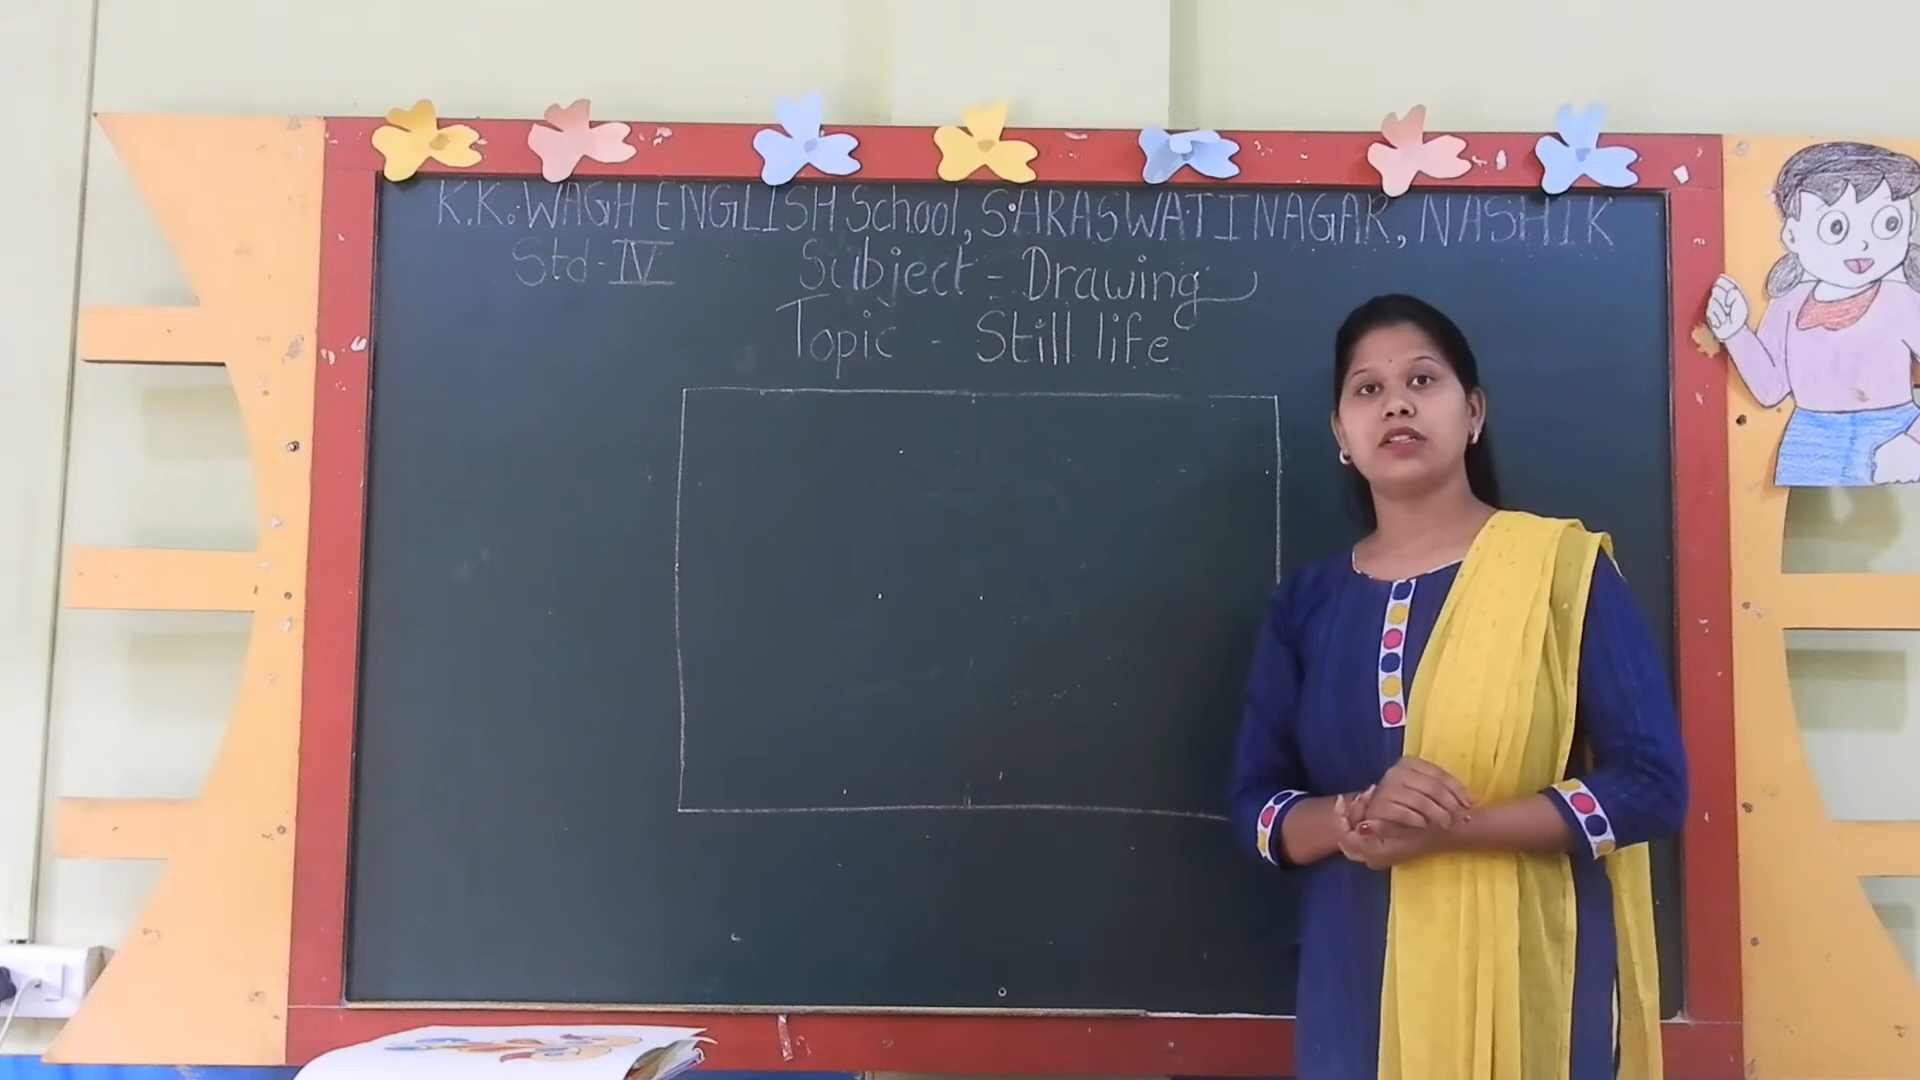 K.K. WAGH ENGLISH School, SARASWATINAGAR, NASHIK
Std-IV Subject - Drawing
Topic - Still life